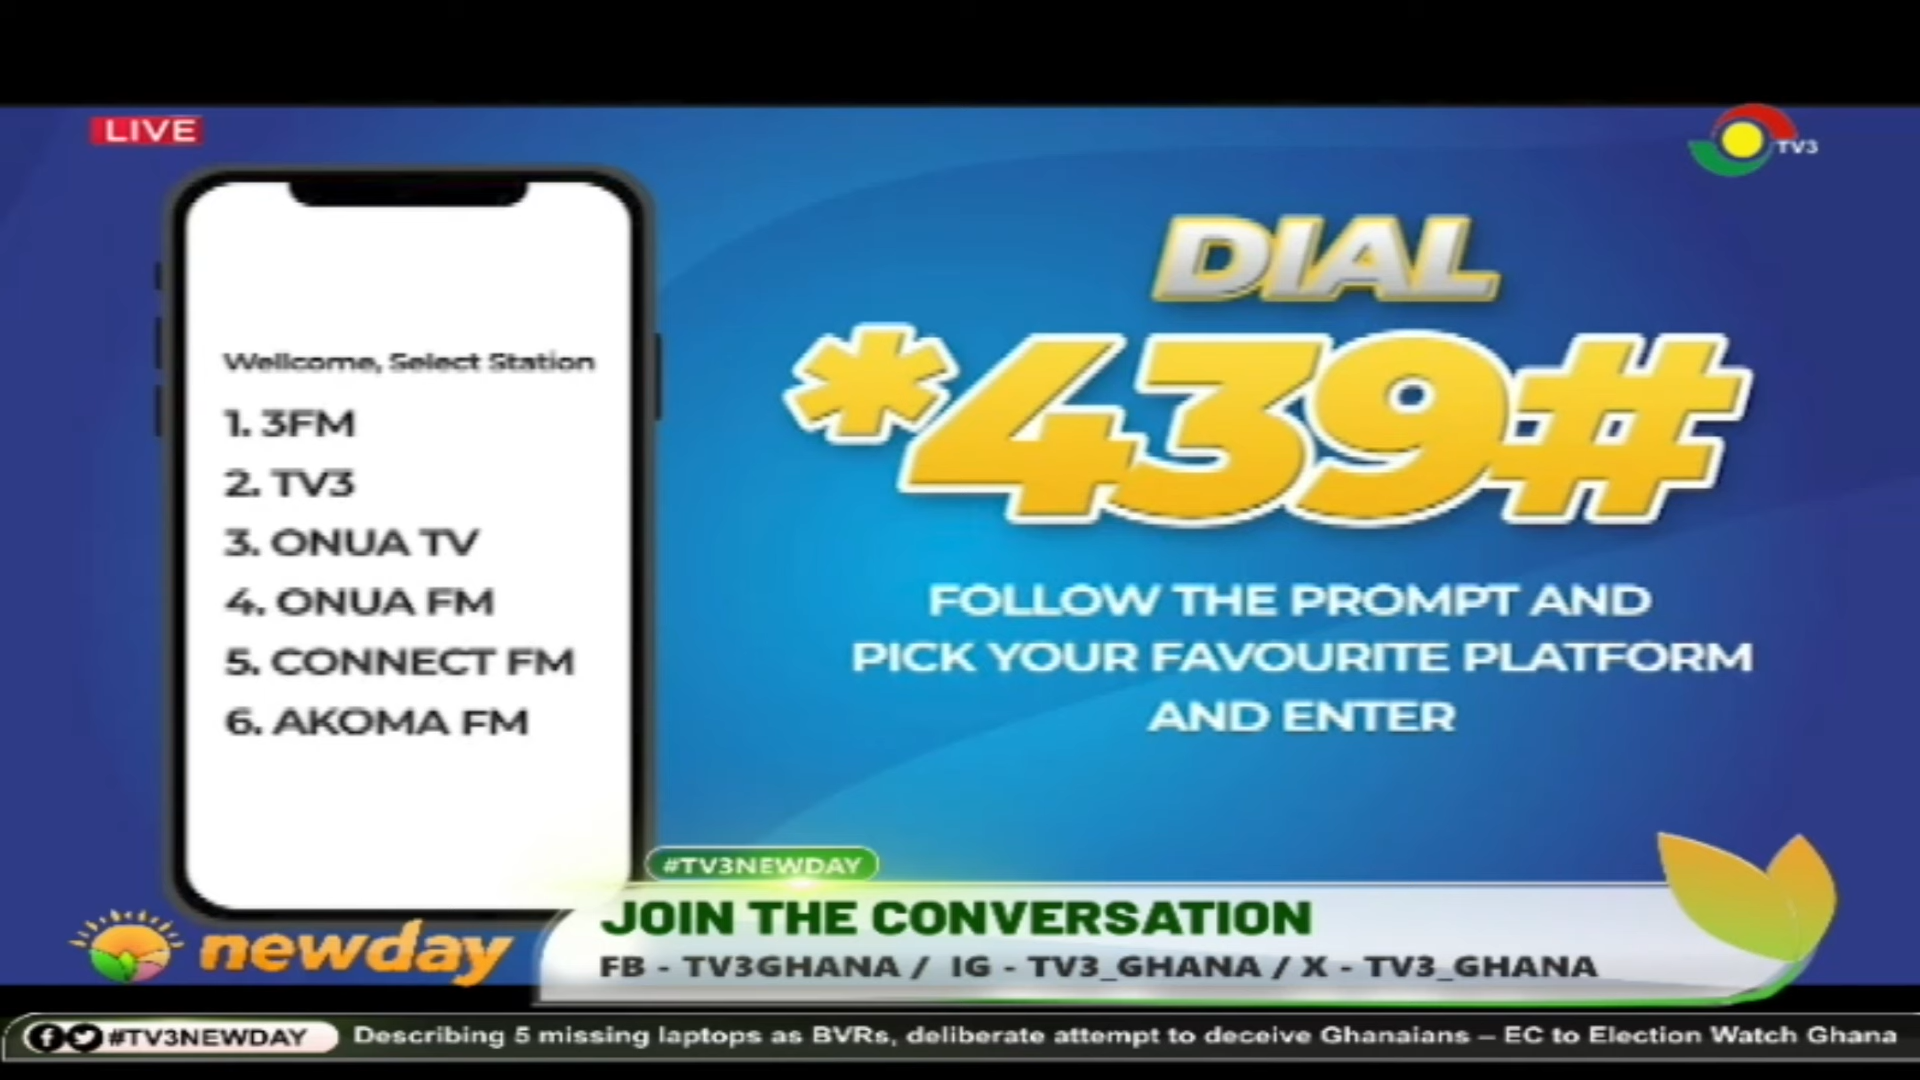 LIVE
TV3
Wellcome, Select Station
1. 3FM
2. TV3
3. ONUA TV
4. ONUA FM
5. CONNECT FM
6. AKOMA FM
DIAL
*439#
FOLLOW THE PROMPT AND
PICK YOUR FAVOURITE PLATFORM
AND ENTER
#TV3NEWDAY
newday
JOIN THE CONVERSATION
FB - TV3GHANA / IG - TV3_GHANA / X - TV3_GHANA
#TV3NEWDAY Describing 5 missing laptops as BVRs, deliberate attempt to deceive Ghanaians – EC to Election Watch Ghana